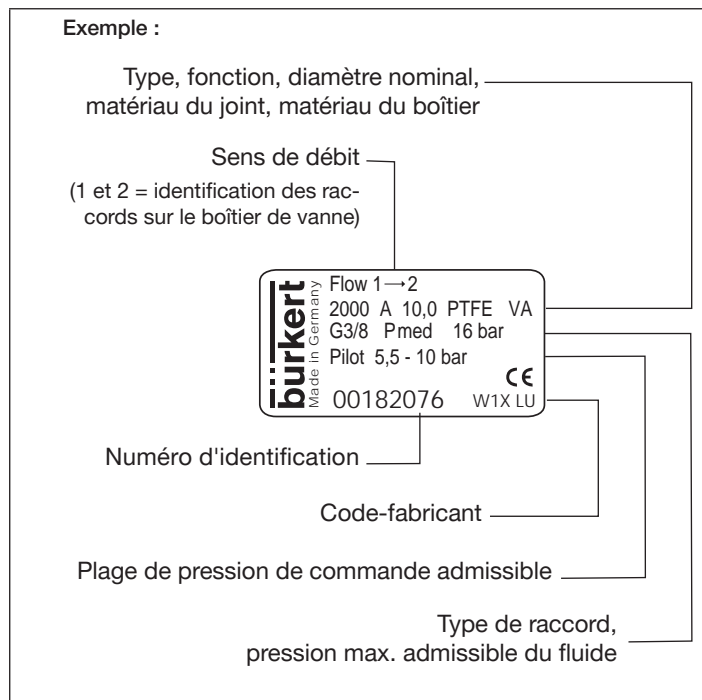 Exemple :
Type, fonction, diamètre nominal,
matériau du joint, matériau du boîtier
Sens de débit
(1 et 2 = identification des rac-
cords sur le boîtier de vanne)
bürkert
Made in Germany
Flow 1→2
2000 A 10,0 PTFE VA
G3/8 Pmed 16 bar
Pilot 5,5 - 10 bar
CE
00182076 W1X LU
Numéro d'identification
Code-fabricant
Plage de pression de commande admissible
Type de raccord,
pression max. admissible du fluide